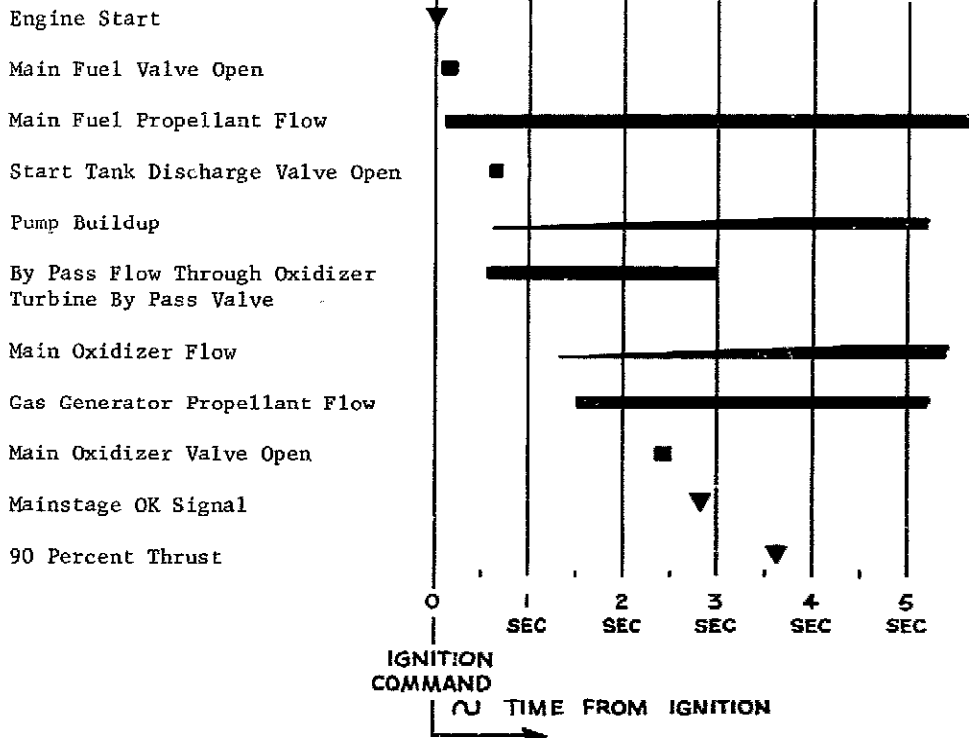 Engine Start
Main Fuel Valve Open
Main Fuel Propellant Flow
Start Tank Discharge Valve Open
Pump Buildup
By Pass Flow Through Oxidizer
Turbine By Pass Valve
Main Oxidizer Flow
Gas Generator Propellant Flow
Main Oxidizer Valve Open
Mainstage OK Signal
90 Percent Thrust
0 1 2 3 4 5
SEC SEC SEC SEC SEC
IGNITION
COMMAND
~ TIME FROM IGNITION